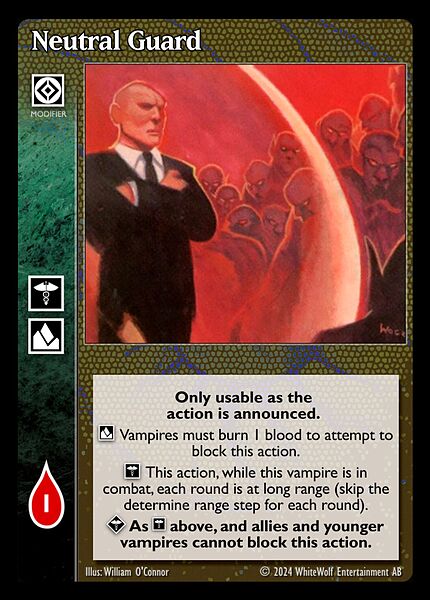 Neutral Guard
MODIFIER
Only usable as the
action is announced.
Vampires must burn 1 blood to attempt to
block this action.
This action, while this vampire is in
combat, each round is at long range (skip the
determine range step for each round).
As above, and allies and younger
vampires cannot block this action.
1
Illus: William O'Connor © 2024 WhiteWolf Entertainment AB